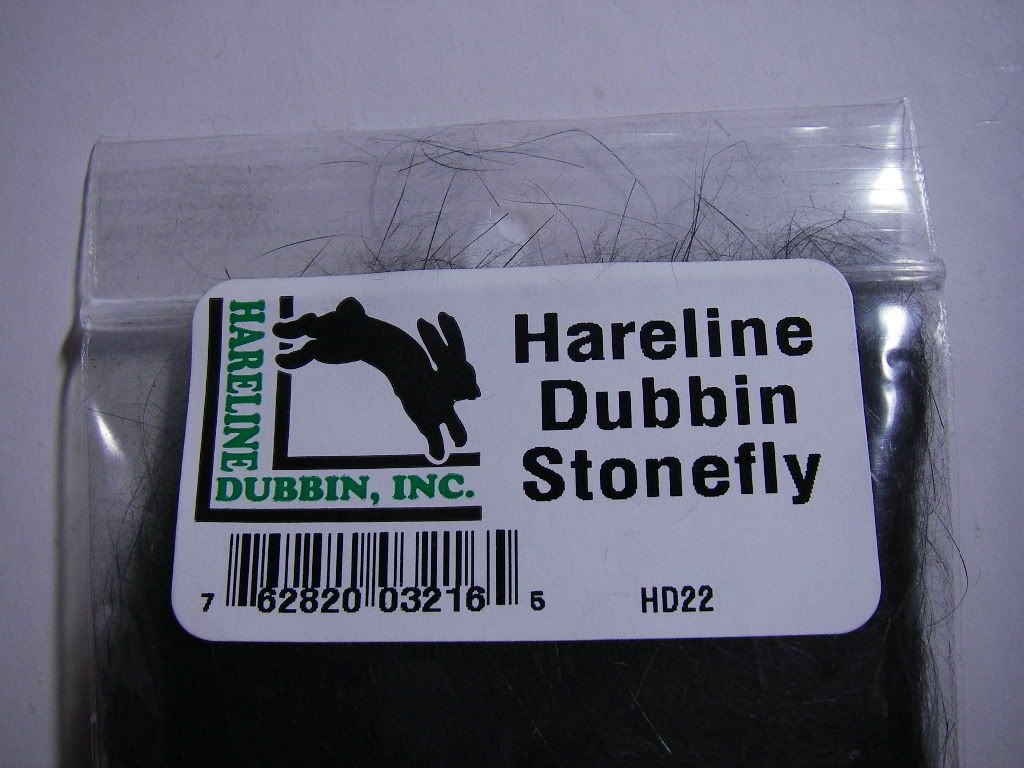 HARELINE
DUBBIN, INC.
Hareline
Dubbin
Stonefly
7 62820 03216 5
HD22